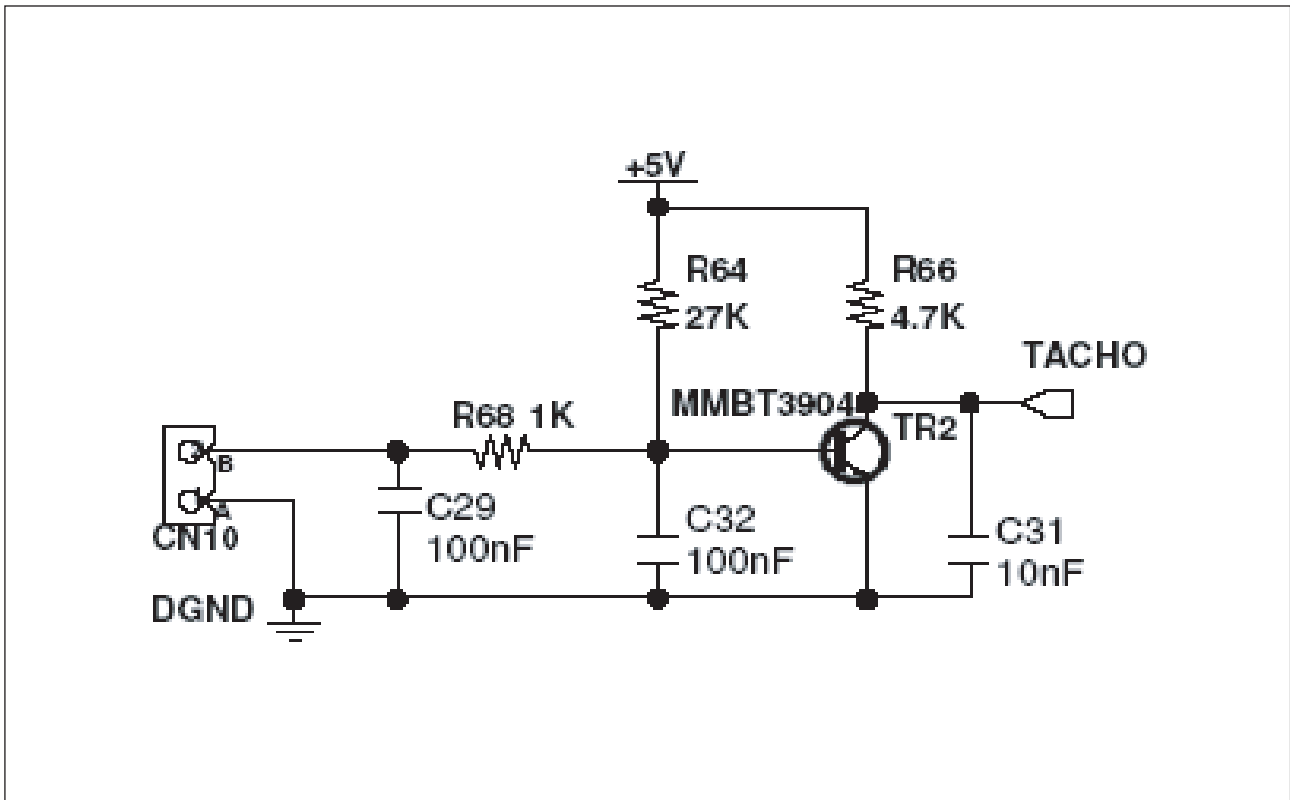 +5V
R64
27K
R66
4.7K
TACHO
MMBT3904
TR2
R68 1K
B
A
CN10
C29
100nF
C32
100nF
C31
10nF
DGND